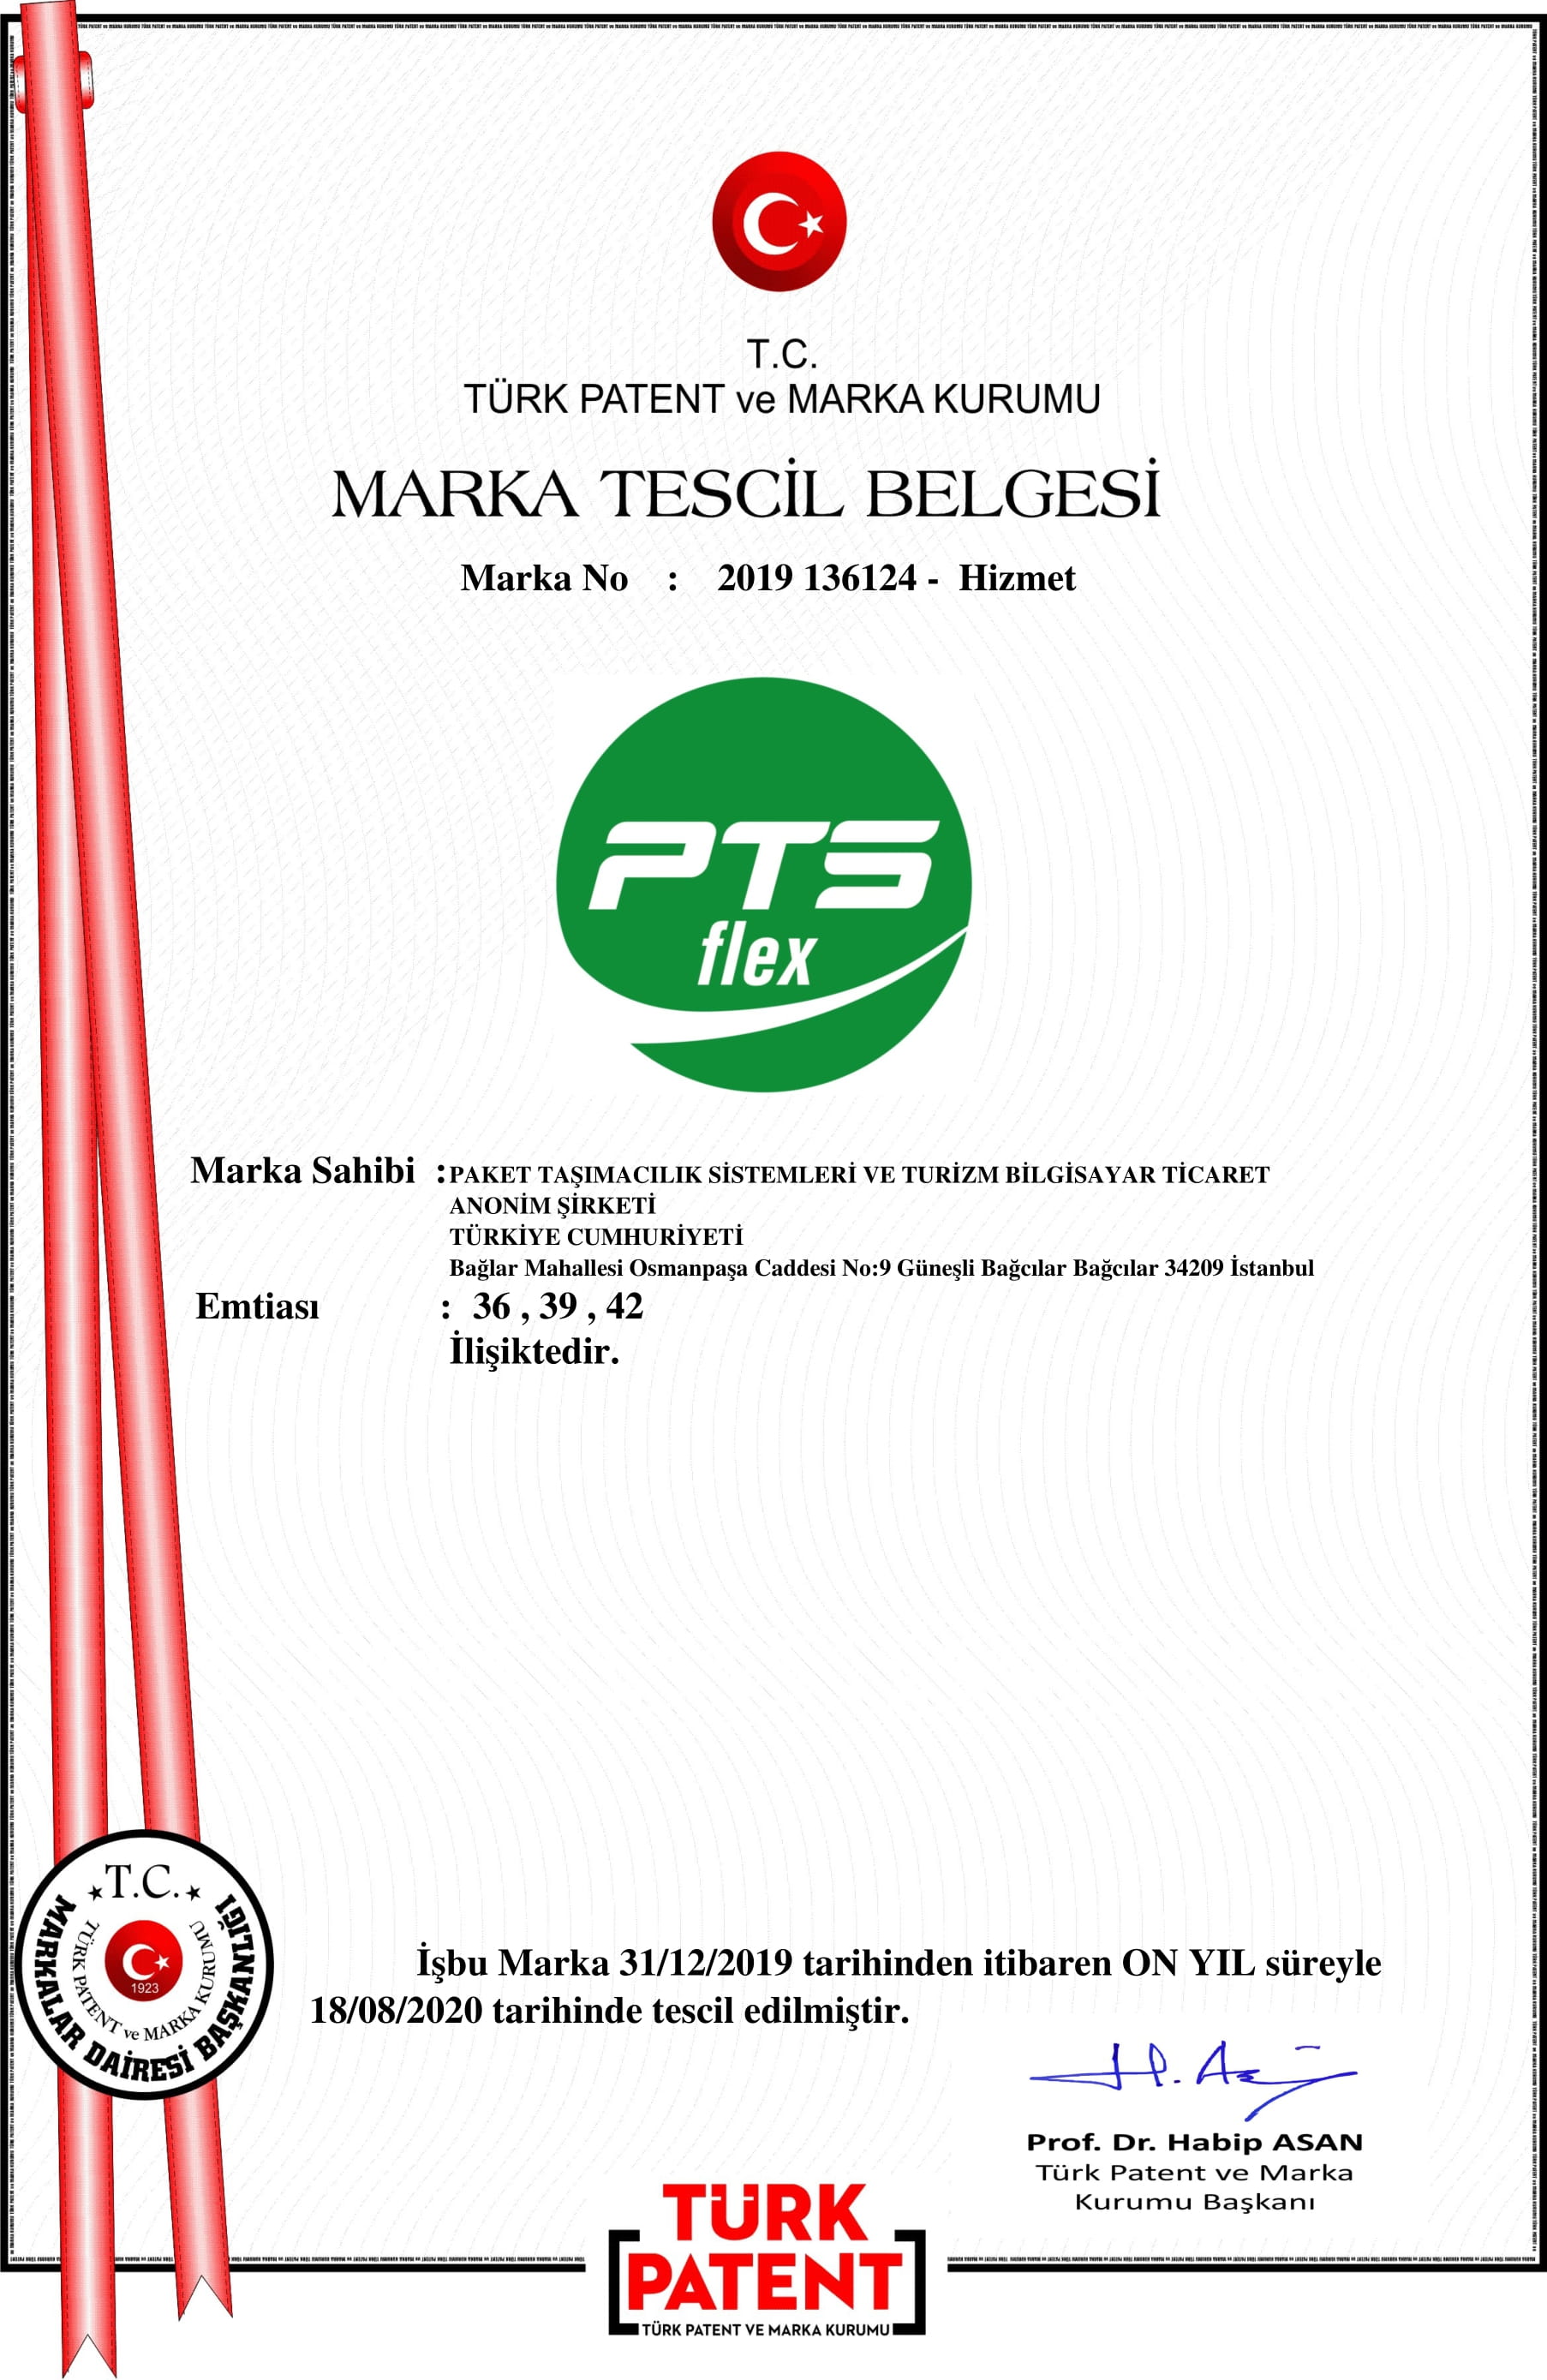 T.C.
TÜRK PATENT ve MARKA KURUMU
MARKA TESCİL BELGESİ
Marka No : 2019 136124 - Hizmet
PTS
flex
Marka Sahibi : PAKET TAŞIMACILIK SİSTEMLERİ VE TURİZM BİLGİSAYAR TİCARET
ANONİM ŞİRKETİ
TÜRKİYE CUMHURİYETİ
Bağlar Mahallesi Osmanpaşa Caddesi No:9 Güneşli Bağcılar Bağcılar 34209 İstanbul
Emtiası : 36 , 39 , 42
İlişiktedir.
T.C.
MARKALAR DAİRESİ BAŞKANLIĞI
TÜRK PATENT ve MARKA KURUMU
1923
İşbu Marka 31/12/2019 tarihinden itibaren ON YIL süreyle
18/08/2020 tarihinde tescil edilmiştir.
Prof. Dr. Habip ASAN
Türk Patent ve Marka
Kurumu Başkanı
TÜRK
PATENT
TÜRK PATENT VE MARKA KURUMU